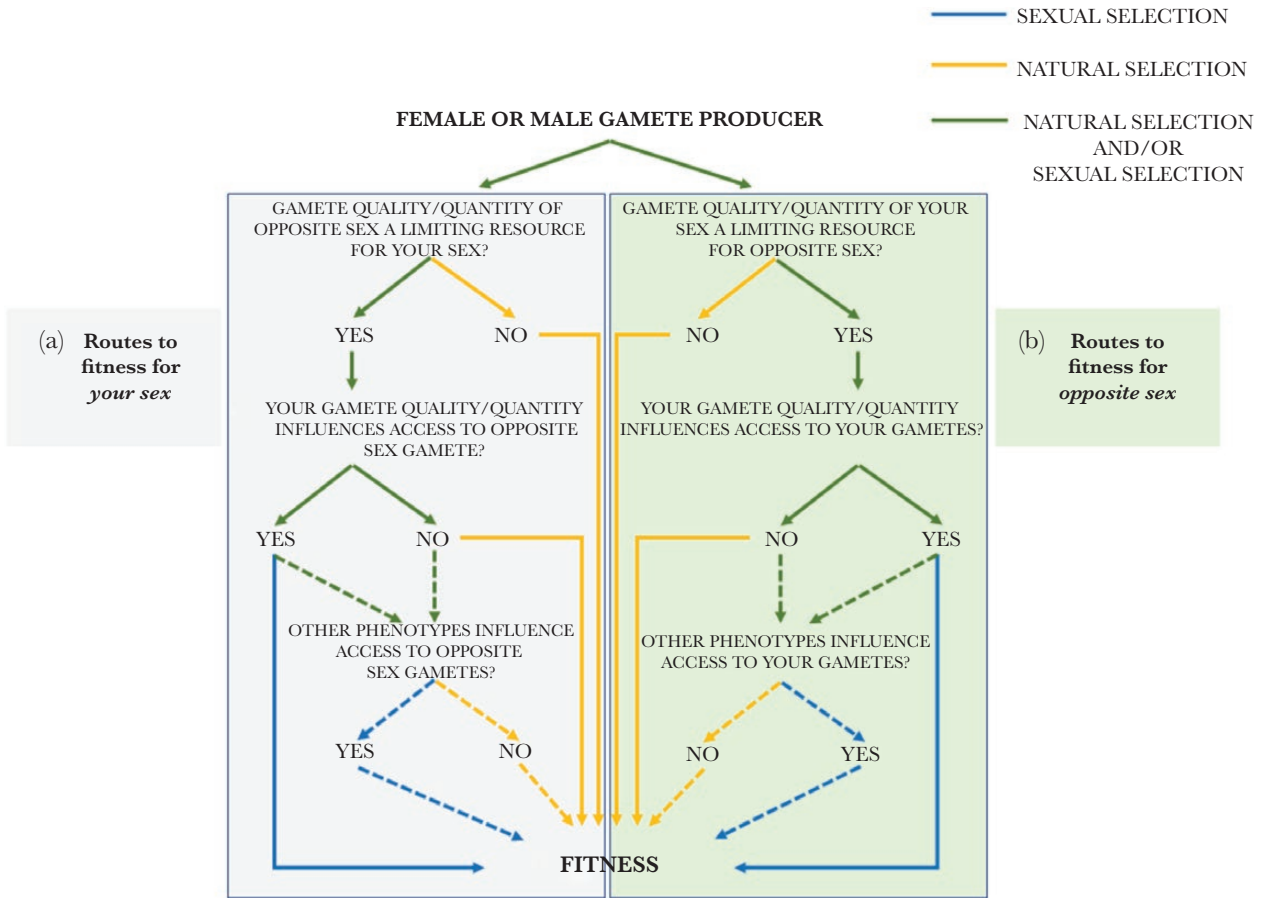 SEXUAL SELECTION
NATURAL SELECTION
NATURAL SELECTION
AND/OR
SEXUAL SELECTION
FEMALE OR MALE GAMETE PRODUCER
GAMETE QUALITY/QUANTITY OF
OPPOSITE SEX A LIMITING RESOURCE
FOR YOUR SEX?
GAMETE QUALITY/QUANTITY OF YOUR
SEX A LIMITING RESOURCE
FOR OPPOSITE SEX?
(a) Routes to
fitness for
your sex
YES
NO
NO
YES
(b) Routes to
fitness for
opposite sex
YOUR GAMETE QUALITY/QUANTITY
INFLUENCES ACCESS TO OPPOSITE
SEX GAMETE?
YOUR GAMETE QUALITY/QUANTITY
INFLUENCES ACCESS TO YOUR GAMETES?
YES
NO
NO
YES
OTHER PHENOTYPES INFLUENCE
ACCESS TO OPPOSITE
SEX GAMETES?
OTHER PHENOTYPES INFLUENCE
ACCESS TO YOUR GAMETES?
YES
NO
NO
YES
FITNESS